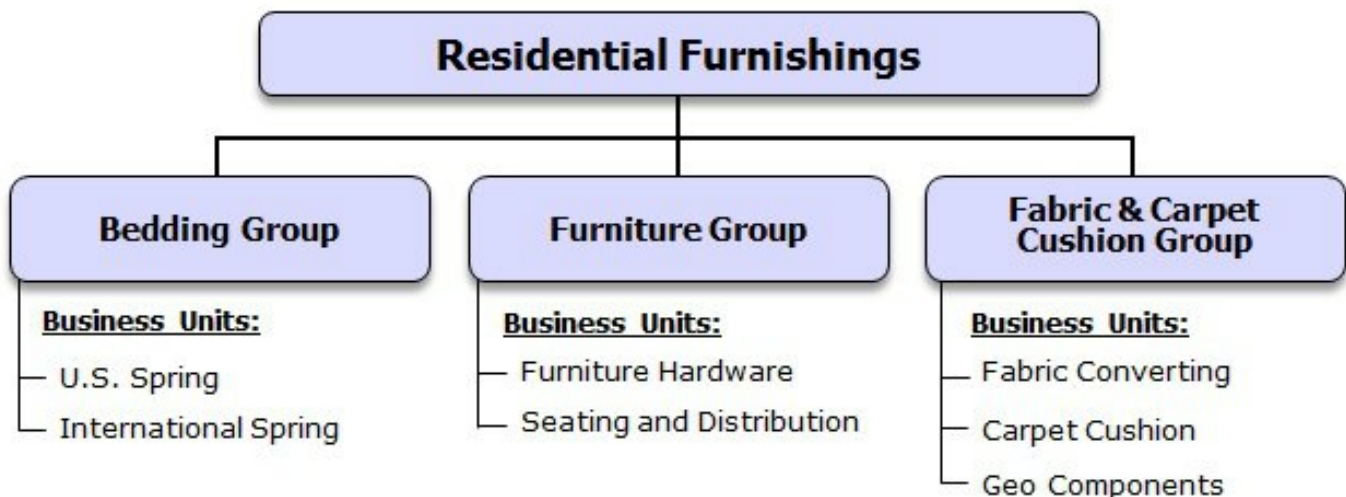 Residential Furnishings
Bedding Group
Business Units:
U.S. Spring
International Spring
Furniture Group
Business Units:
Furniture Hardware
Seating and Distribution
Fabric & Carpet
Cushion Group
Business Units:
Fabric Converting
Carpet Cushion
Geo Components